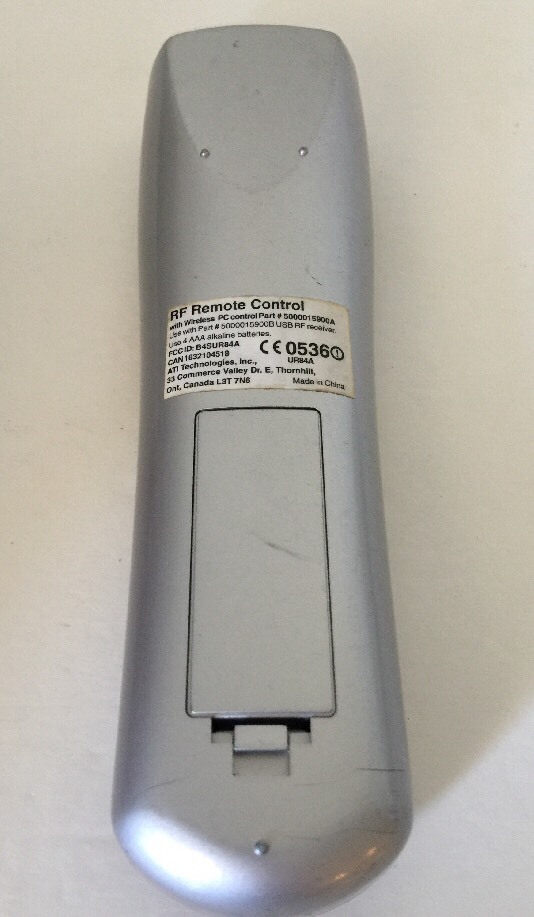 RF Remote Control
with Wireless PC control Part # 5000015900A
Use with Part # 5000015900B USB RF receiver.
Use 4 AAA alkaline batteries.
FCC ID: B4SUR84A
CE 0536
CAN 1632104519
UR84A
ATI Technologies, Inc.,
33 Commerce Valley Dr. E, Thornhill,
Ont, Canada L3T 7N6
Made in China